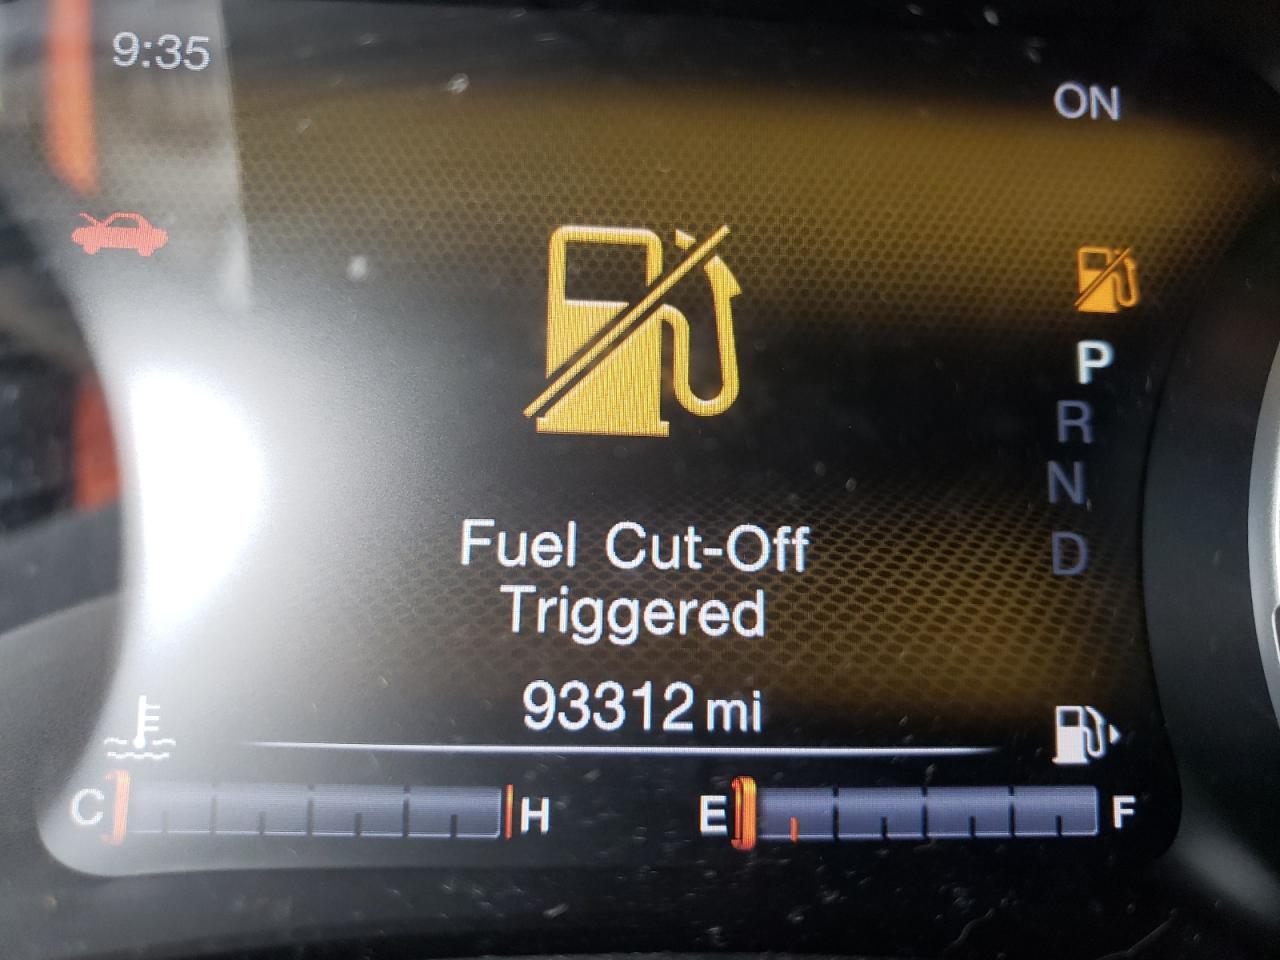 9:35
ON
P
R
N
D
Fuel Cut-Off
Triggered
93312 mi
C H E F